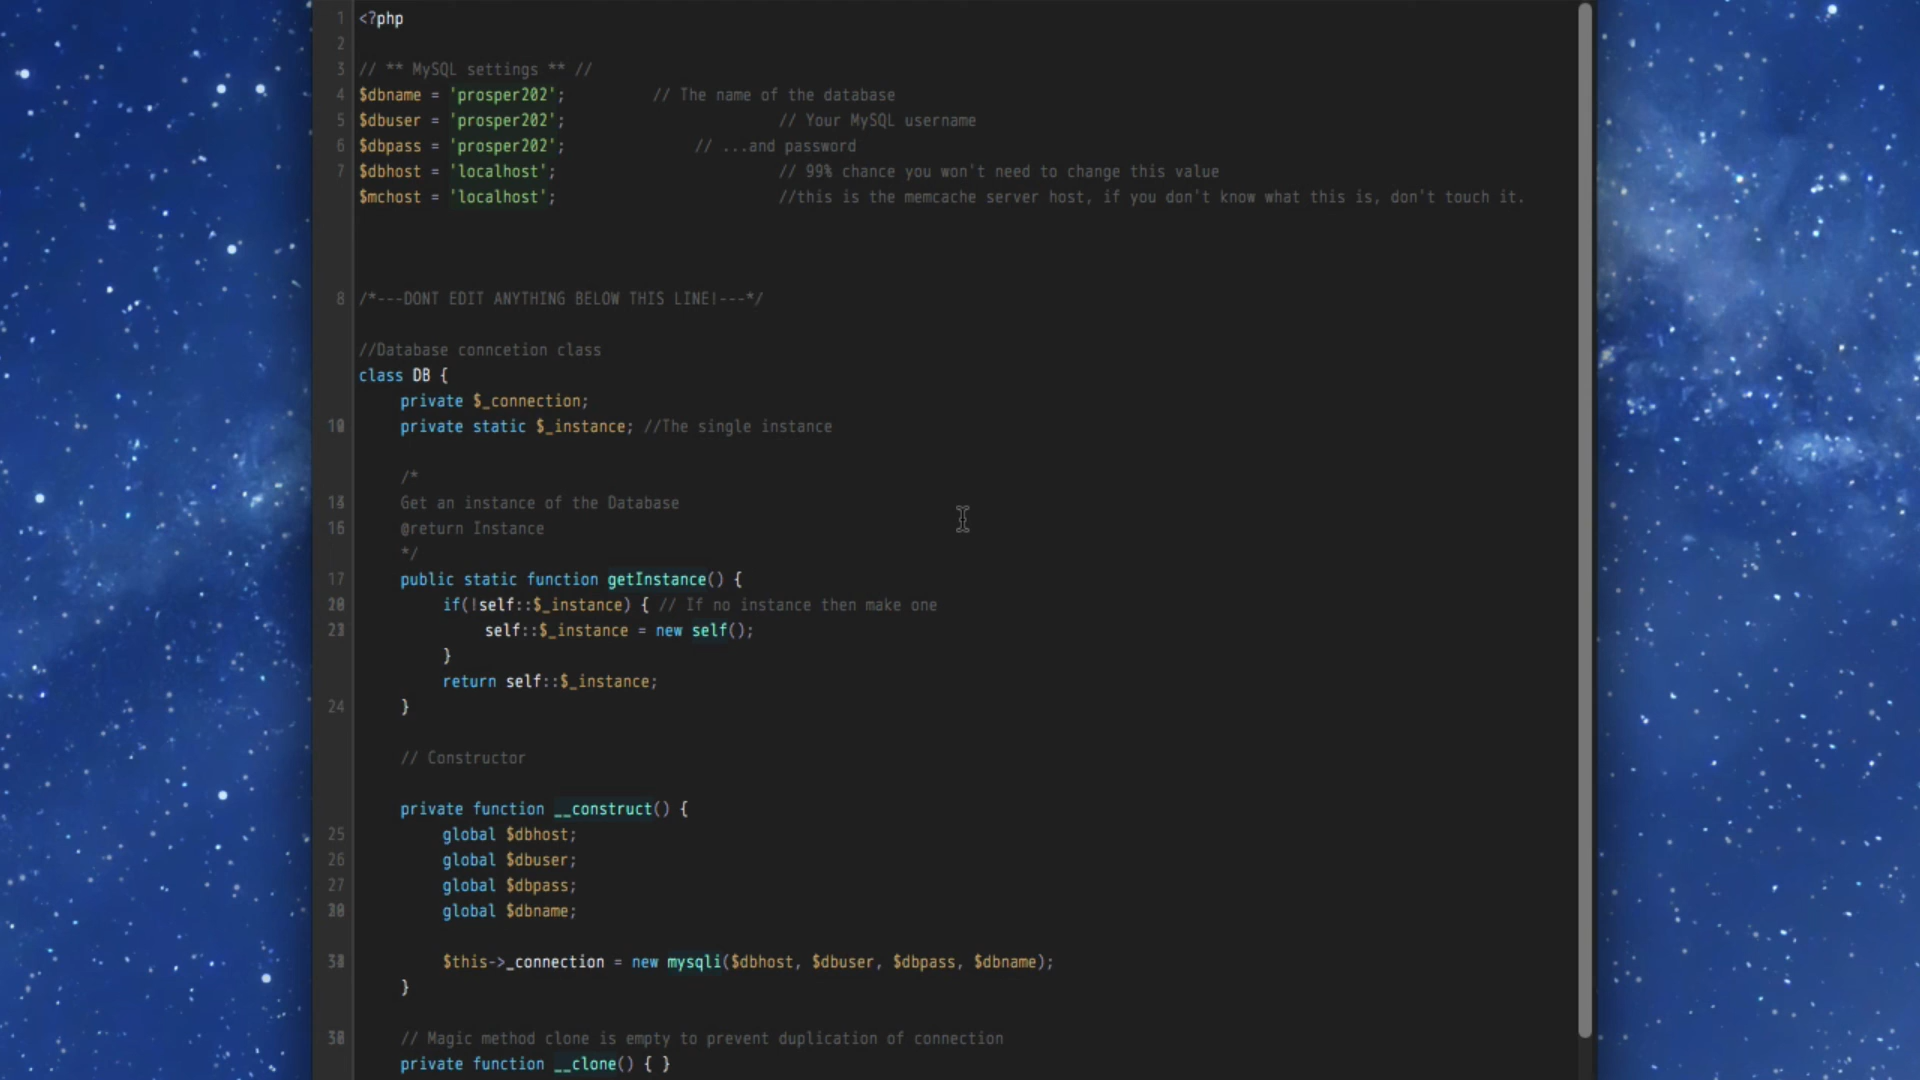 1 <?php
2
3 // ** MySQL settings ** //
4 $dbname = 'prosper202'; // The name of the database
5 $dbuser = 'prosper202'; // Your MySQL username
6 $dbpass = 'prosper202'; // ...and password
7 $dbhost = 'localhost'; // 99% chance you won't need to change this value
$mchost = 'localhost'; //this is the memcache server host, if you don't know what this is, don't touch it.
8 /*---DONT EDIT ANYTHING BELOW THIS LINE!---*/
//Database conncetion class
class DB {
private $_connection;
private static $_instance; //The single instance
/*
Get an instance of the Database
@return Instance
*/
17 public static function getInstance() {
if(!self::$_instance) { // If no instance then make one
self::$_instance = new self();
}
return self::$_instance;
24 }
// Constructor
private function __construct() {
25 global $dbhost;
26 global $dbuser;
27 global $dbpass;
global $dbname;
$this->_connection = new mysqli($dbhost, $dbuser, $dbpass, $dbname);
}
// Magic method clone is empty to prevent duplication of connection
private function __clone() { }